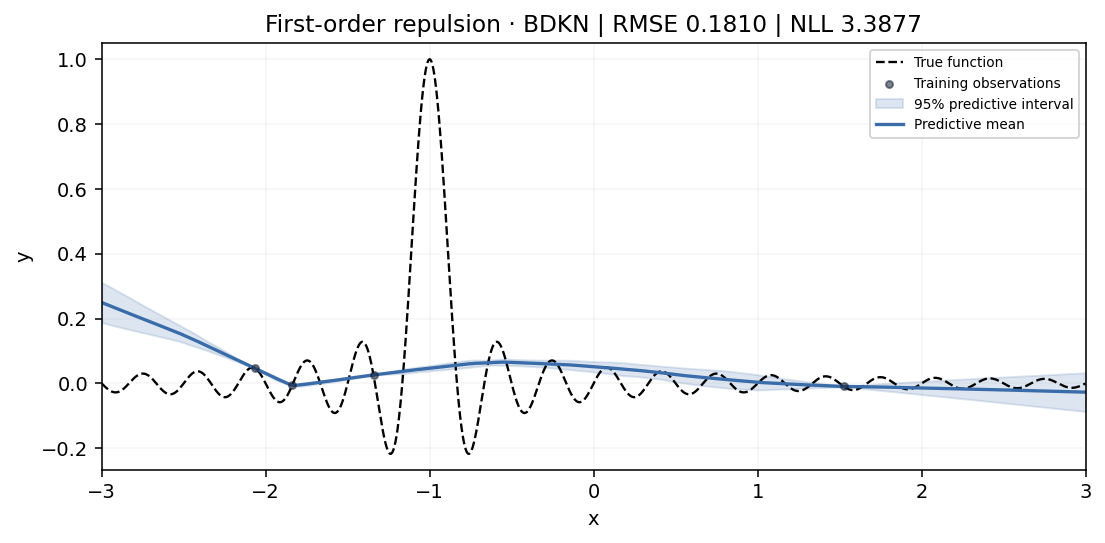 First-order repulsion · BDKN | RMSE 0.1810 | NLL 3.3877
True function
Training observations
95% predictive interval
Predictive mean
y
1.0
0.8
0.6
0.4
0.2
0.0
−0.2
−3 −2 −1 0 1 2 3
x